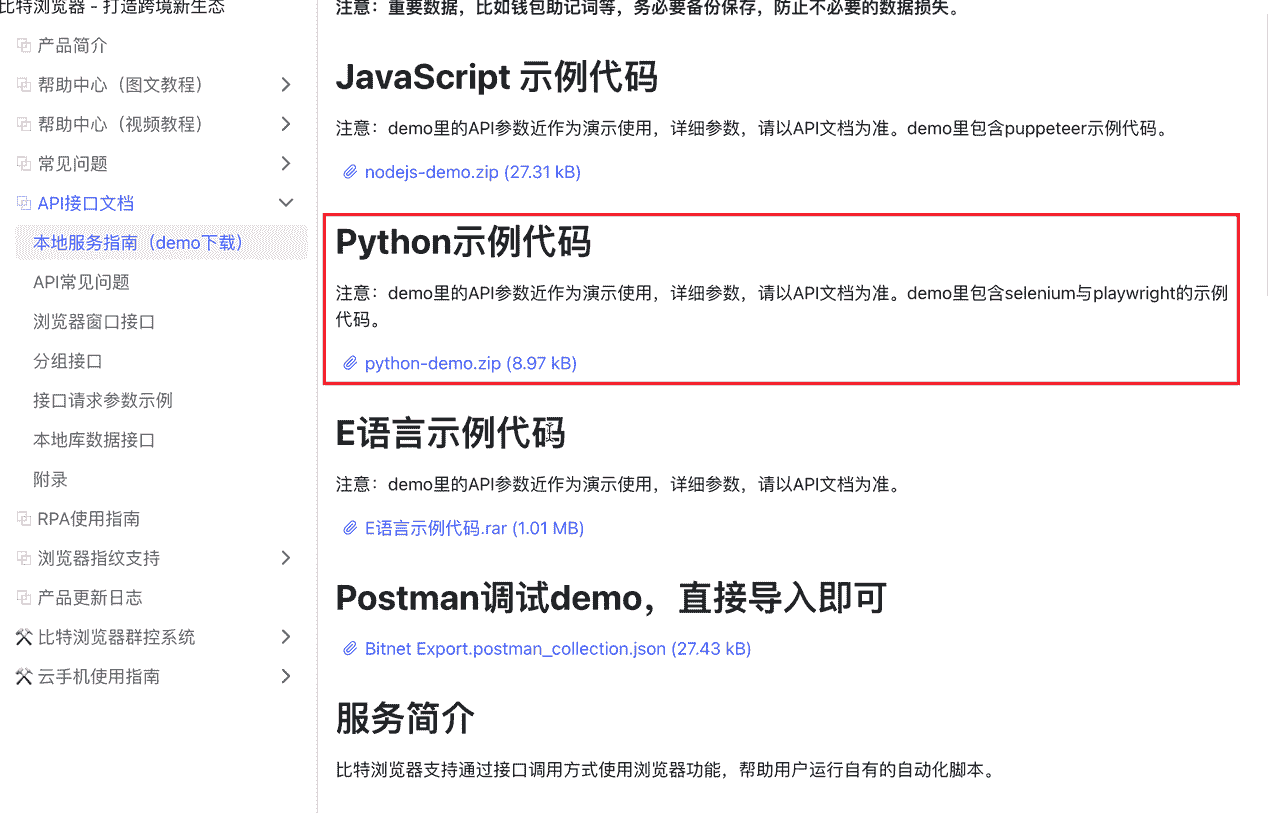 比特浏览器 - 打造跨境新生态
产品简介
帮助中心（图文教程）
帮助中心（视频教程）
常见问题
API接口文档
本地服务指南（demo下载）
API常见问题
浏览器窗口接口
分组接口
接口请求参数示例
本地库数据接口
附录
RPA使用指南
浏览器指纹支持
产品更新日志
比特浏览器群控系统
云手机使用指南
注意：重要数据，比如钱包助记词等，务必要备份保存，防止不必要的数据损失。
JavaScript 示例代码
注意：demo里的API参数近作为演示使用，详细参数，请以API文档为准。demo里包含puppeteer示例代码。
nodejs-demo.zip (27.31 kB)
Python示例代码
注意：demo里的API参数近作为演示使用，详细参数，请以API文档为准。demo里包含selenium与playwright的示例
代码。
python-demo.zip (8.97 kB)
E语言示例代码
注意：demo里的API参数近作为演示使用，详细参数，请以API文档为准。
E语言示例代码.rar (1.01 MB)
Postman调试demo，直接导入即可
Bitnet Export.postman_collection.json (27.43 kB)
服务简介
比特浏览器支持通过接口调用方式使用浏览器功能，帮助用户运行自有的自动化脚本。